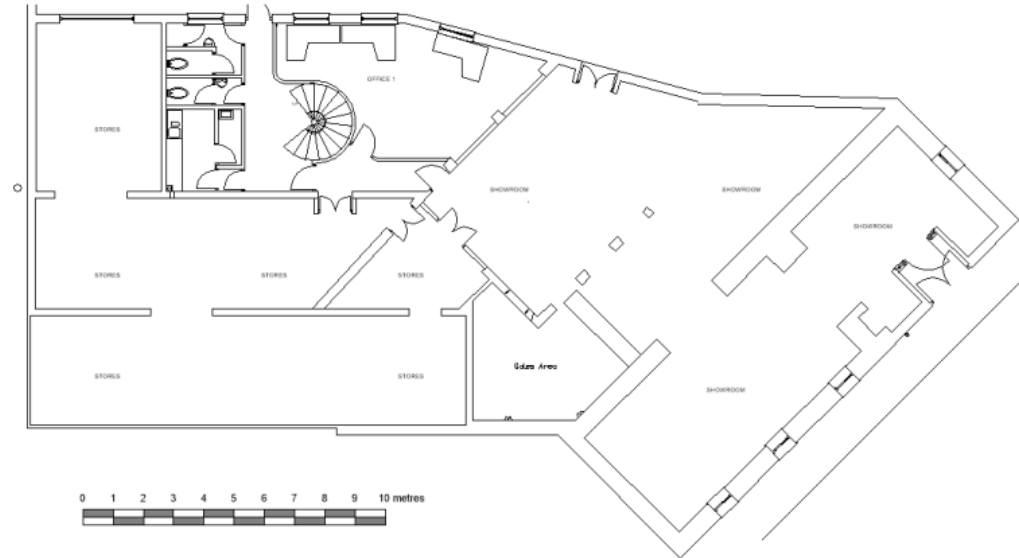 OFFICE 1
STORES
SHOWROOM
SHOWROOM
SHOWROOM
STORES
STORES
STORES
Sales Area
STORES
STORES
SHOWROOM
0 1 2 3 4 5 6 7 8 9 10 metres